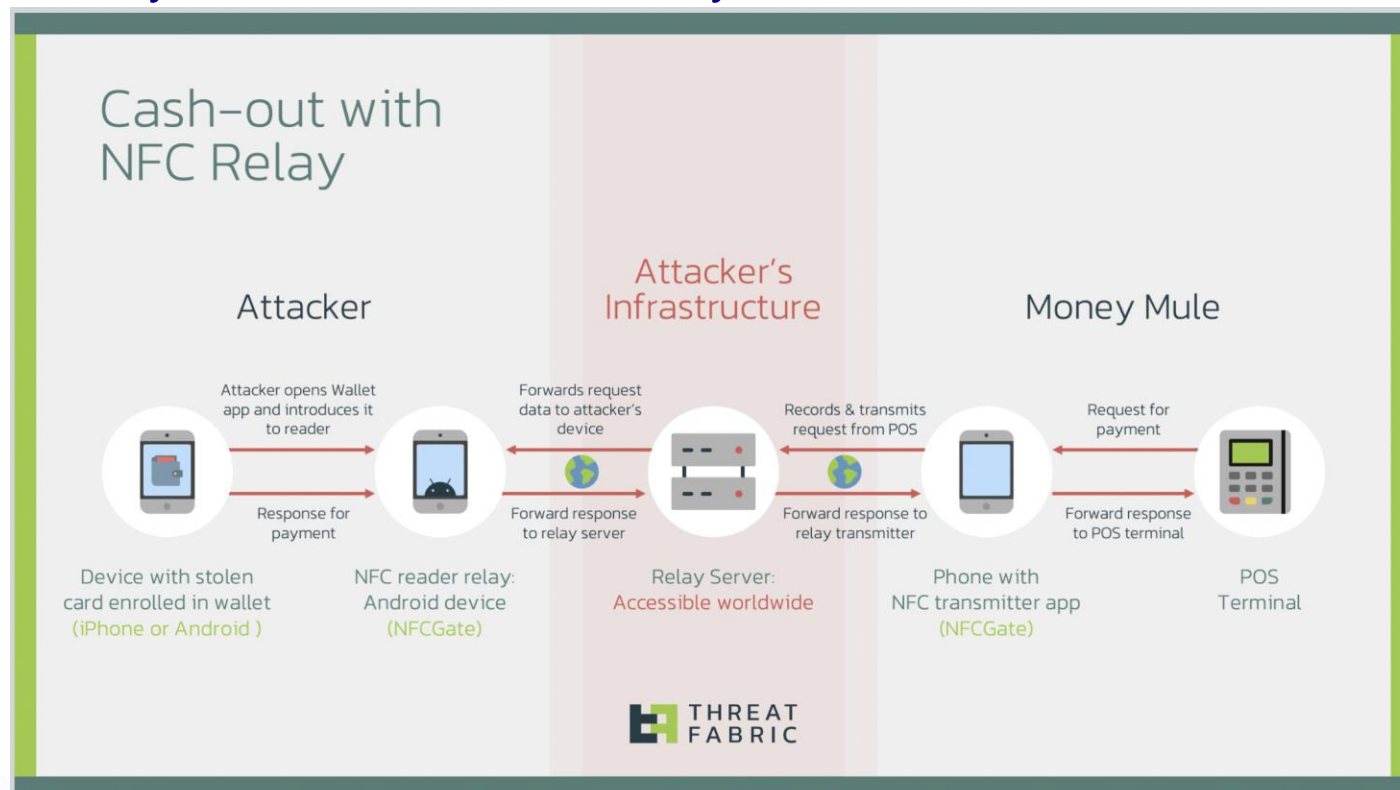 Cash-out with
NFC Relay
Attacker
Attacker's
Infrastructure
Money Mule
Attacker opens Wallet
app and introduces it
to reader
Response for
payment
Forwards request
data to attacker's
device
Forward response
to relay server
Records & transmits
request from POS
Forward response to
relay transmitter
Request for
payment
Forward response
to POS terminal
Device with stolen
card enrolled in wallet
(iPhone or Android )
NFC reader relay:
Android device
(NFCGate)
Relay Server:
Accessible worldwide
Phone with
NFC transmitter app
(NFCGate)
POS
Terminal
THREAT
FABRIC